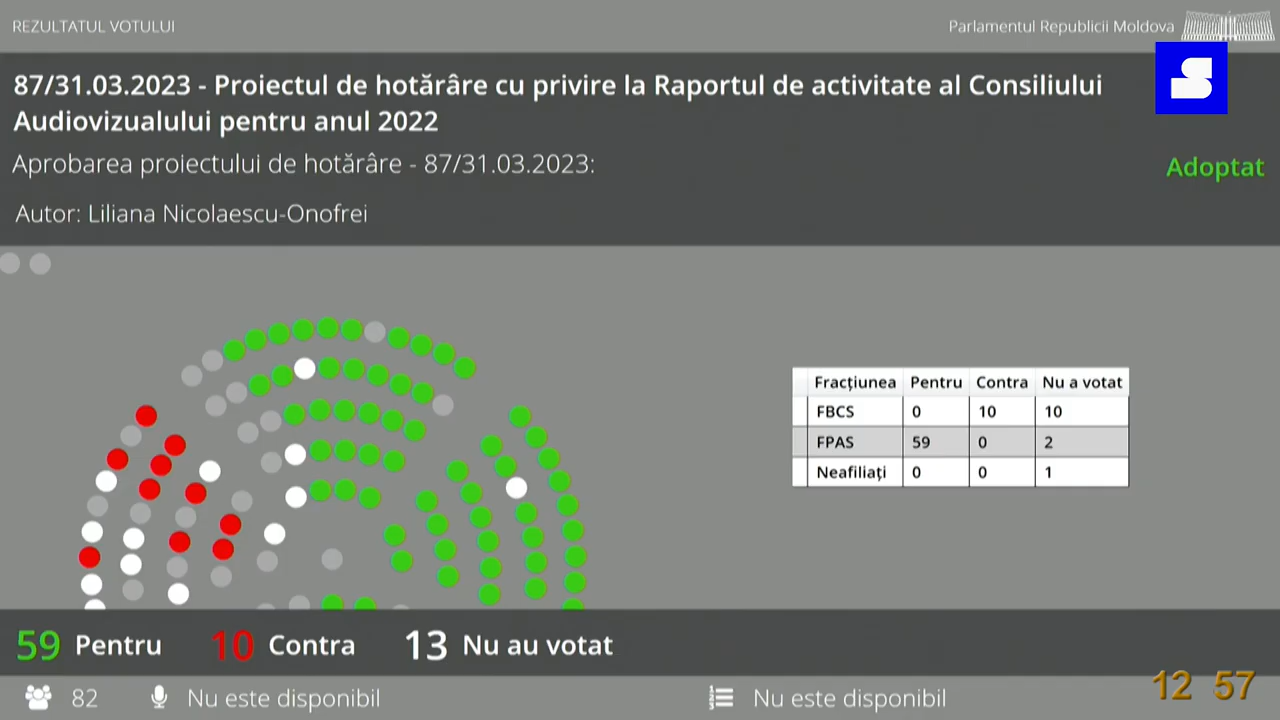 REZULTATUL VOTULUI
Parlamentul Republicii Moldova
87/31.03.2023 - Proiectul de hotărâre cu privire la Raportul de activitate al Consiliului
Audiovizualului pentru anul 2022
Aprobarea proiectului de hotărâre - 87/31.03.2023:
Adoptat
Autor: Liliana Nicolaescu-Onofrei
Fracțiunea Pentru Contra Nu a votat
FBCS 0 10 10
FPAS 59 0 2
Neafiliați 0 0 1
59 Pentru 10 Contra 13 Nu au votat
82 Nu este disponibil Nu este disponibil
12 57